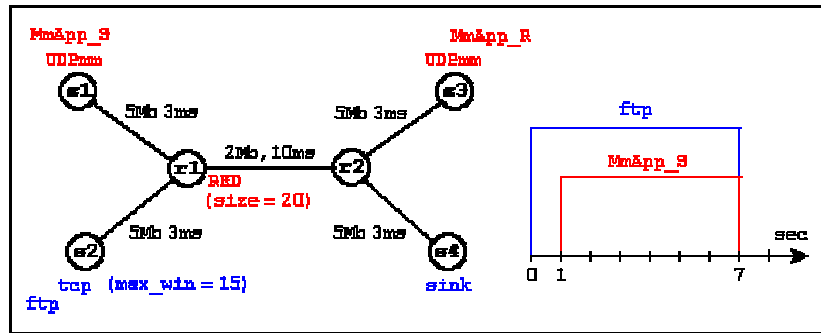 MmApp_S
UDPmm
s1
5Mb 3ms
MmApp_R
UDPmm
s3
5Mb 3ms
r1
2Mb, 10ms
r2
RED
(size = 20)
5Mb 3ms
s2
tcp (max_win = 15)
ftp
5Mb 3ms
s4
sink
ftp
MmApp_S
sec
0 1 7